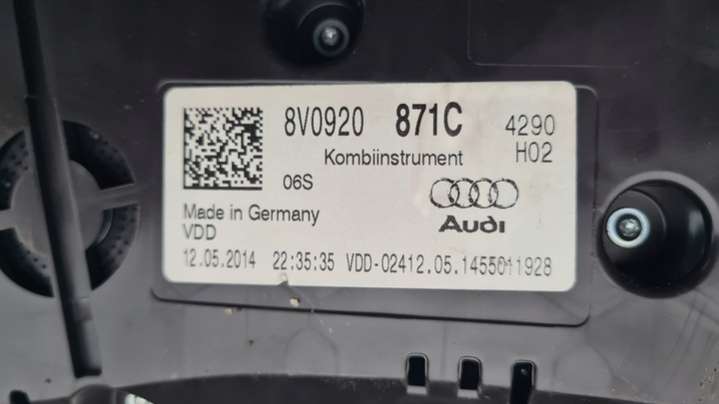 8V0920 871C 4290
Kombiinstrument H02
06S
Made in Germany
VDD
Audi
12.05.2014 22:35:35 VDD-02412.05.1455011928